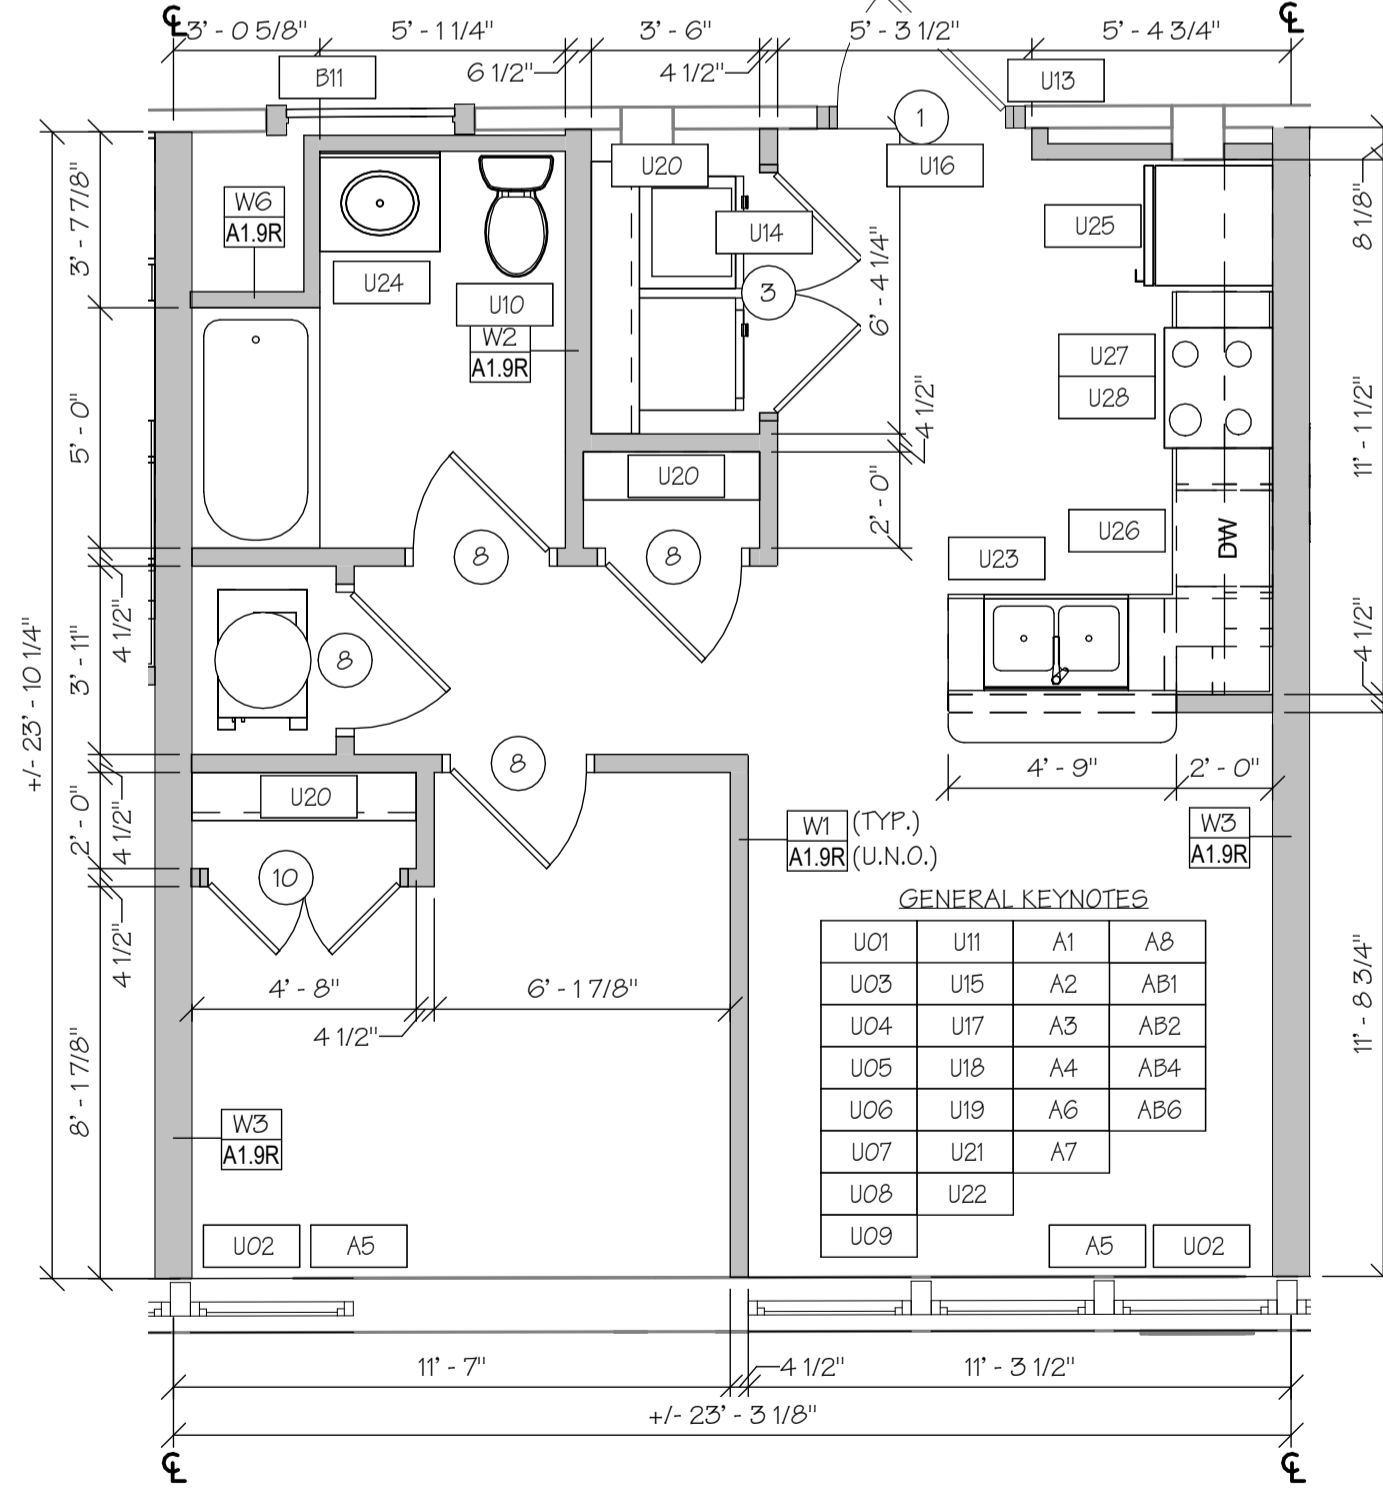 CL
CL
3' - 0 5/8"
5' - 1 1/4"
3' - 6"
5' - 3 1/2"
5' - 4 3/4"
6 1/2"
4 1/2"
B11
U13
1
U20
U16
W6
A1.9R
U14
U25
8 1/8"
3' - 7 7/8"
U24
U10
3
6' - 4 1/4"
W2
A1.9R
U27
U28
4 1/2"
11' - 1 1/2"
5' - 0"
U20
2' - 0"
U26
DW
8
8
U23
4 1/2"
3' - 11"
8
4 1/2"
+/- 23' - 10 1/4"
8
4' - 9"
2' - 0"
U20
2' - 0"
4 1/2"
W1
(TYP.)
A1.9R
(U.N.O.)
W3
A1.9R
10
4 1/2"
GENERAL KEYNOTES
U01 U11 A1 A8
U03 U15 A2 AB1
U04 U17 A3 AB2
U05 U18 A4 AB4
U06 U19 A6 AB6
U07 U21 A7
U08 U22
U09
4' - 8"
6' - 1 7/8"
4 1/2"
11' - 8 3/4"
8' - 1 7/8"
W3
A1.9R
U02
A5
A5
U02
11' - 7"
4 1/2"
11' - 3 1/2"
+/- 23' - 3 1/8"
CL
CL